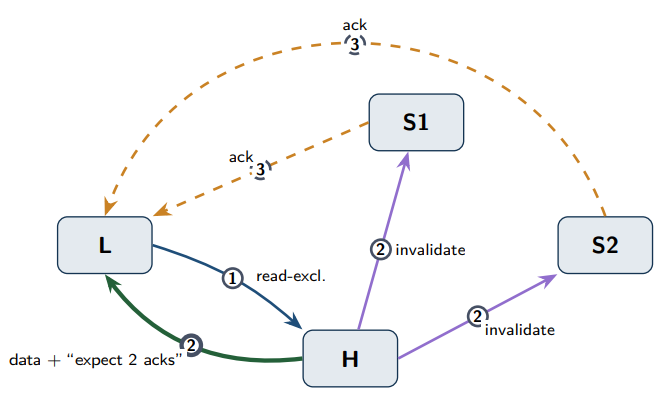 ack
3
S1
ack
3
L
S2
2 invalidate
1 read-excl.
2
invalidate
2
data + “expect 2 acks”
H